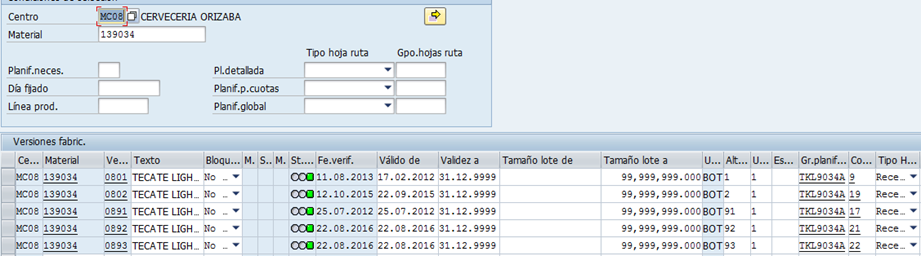 Condiciones de selección
Centro MC08 CERVECERIA ORIZABA
Material 139034
Tipo hoja ruta Gpo.hojas ruta
Planif.neces. Pl.detallada
Día fijado Planif.p.cuotas
Línea prod. Planif.global
Versiones fabric.
Ce... Material Ve... Texto Bloqu... M. S.. M. St.... Fe.verif. Válido de Validez a Tamaño lote de Tamaño lote a U... Alt... U... Es... Gr.planif... Co... Tipo H...
MC08 139034 0801 TECATE LIGH... No ... 11.08.2013 17.02.2012 31.12.9999 99,999,999.000 BOT 1 1 TKL9034A 9 Rece...
MC08 139034 0802 TECATE LIGH... No ... 12.10.2015 22.09.2015 31.12.9999 99,999,999.000 BOT 2 1 TKL9034A 19 Rece...
MC08 139034 0891 TECATE LIGH... No ... 25.07.2012 25.07.2012 31.12.9999 99,999,999.000 BOT 91 1 TKL9034A 17 Rece...
MC08 139034 0892 TECATE LIGH... No ... 22.08.2016 22.08.2016 31.12.9999 99,999,999.000 BOT 92 1 TKL9034A 21 Rece...
MC08 139034 0893 TECATE LIGH... No ... 22.08.2016 22.08.2016 31.12.9999 99,999,999.000 BOT 93 1 TKL9034A 22 Rece...